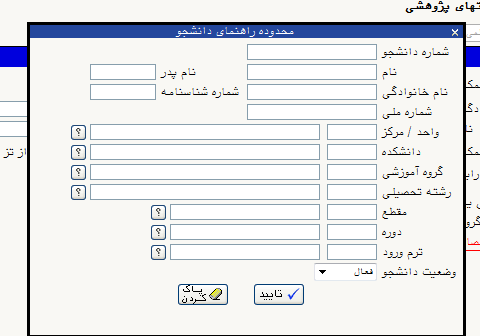 تهای پژوهشی
محدوده راهنمای دانشجو
شماره دانشجو
نام نام پدر
نام خانوادگی شماره شناسنامه
شماره ملی
واحد / مرکز ؟
دانشکده ؟
گروه آموزشی ؟
رشته تحصیلی ؟
مقطع ؟
دوره ؟
ترم ورود ؟
وضعیت دانشجو فعال
تایید پاک کردن
از تز